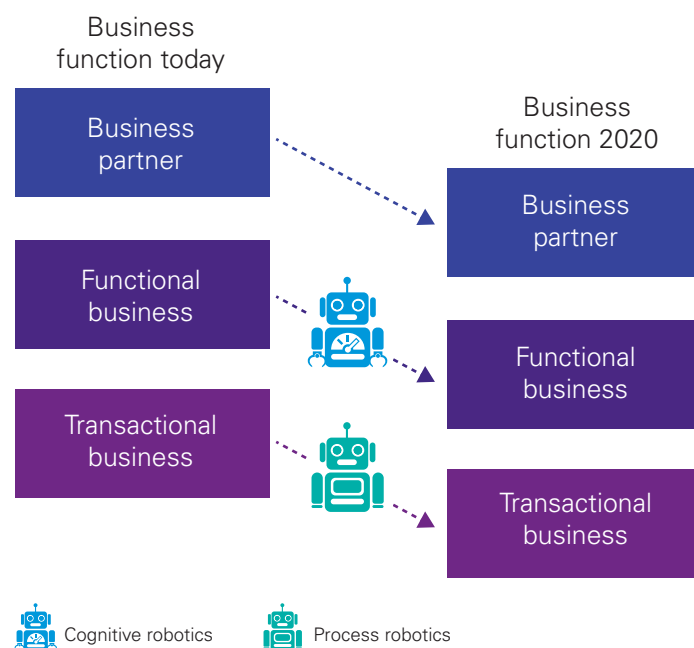 Business
function today
Business
partner
Functional
business
Transactional
business
Business
function 2020
Business
partner
Functional
business
Transactional
business
Cognitive robotics
Process robotics